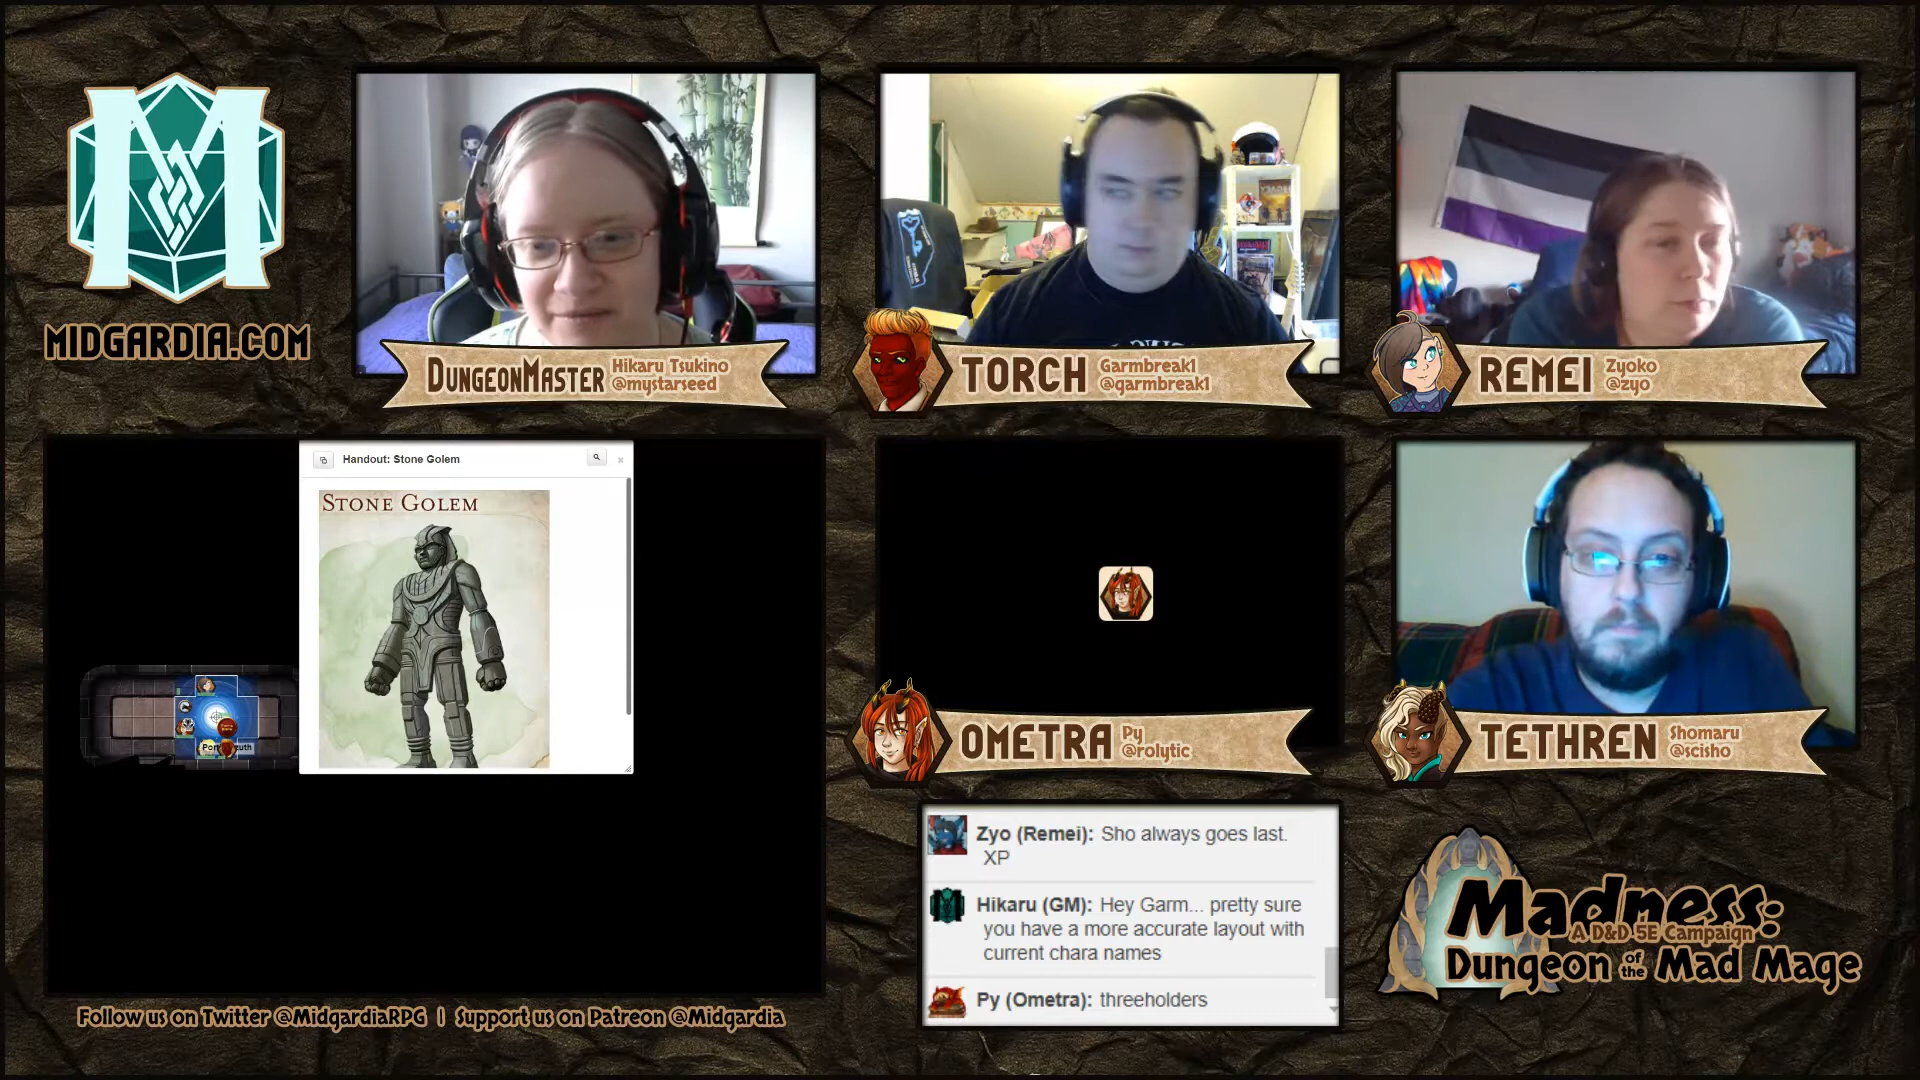 MIDGARDIA.COM
DUNGEONMASTER
Hikaru Tsukino
@mystarseed
TORCH
Garmbreak1
@garmbreak1
REMEI
Zyoko
@zyo
Handout: Stone Golem
STONE GOLEM
OMETRA
Py
@rolytic
TETHREN
Shomaru
@scisho
Zyo (Remei): Sho always goes last.
XP
Hikaru (GM): Hey Garm... pretty sure
you have a more accurate layout with
current chara names
Py (Ometra): threeholders
Madness:
A D&D 5E Campaign
Dungeon of the Mad Mage
Follow us on Twitter @MidgardiaRPG | Support us on Patreon @Midgardia